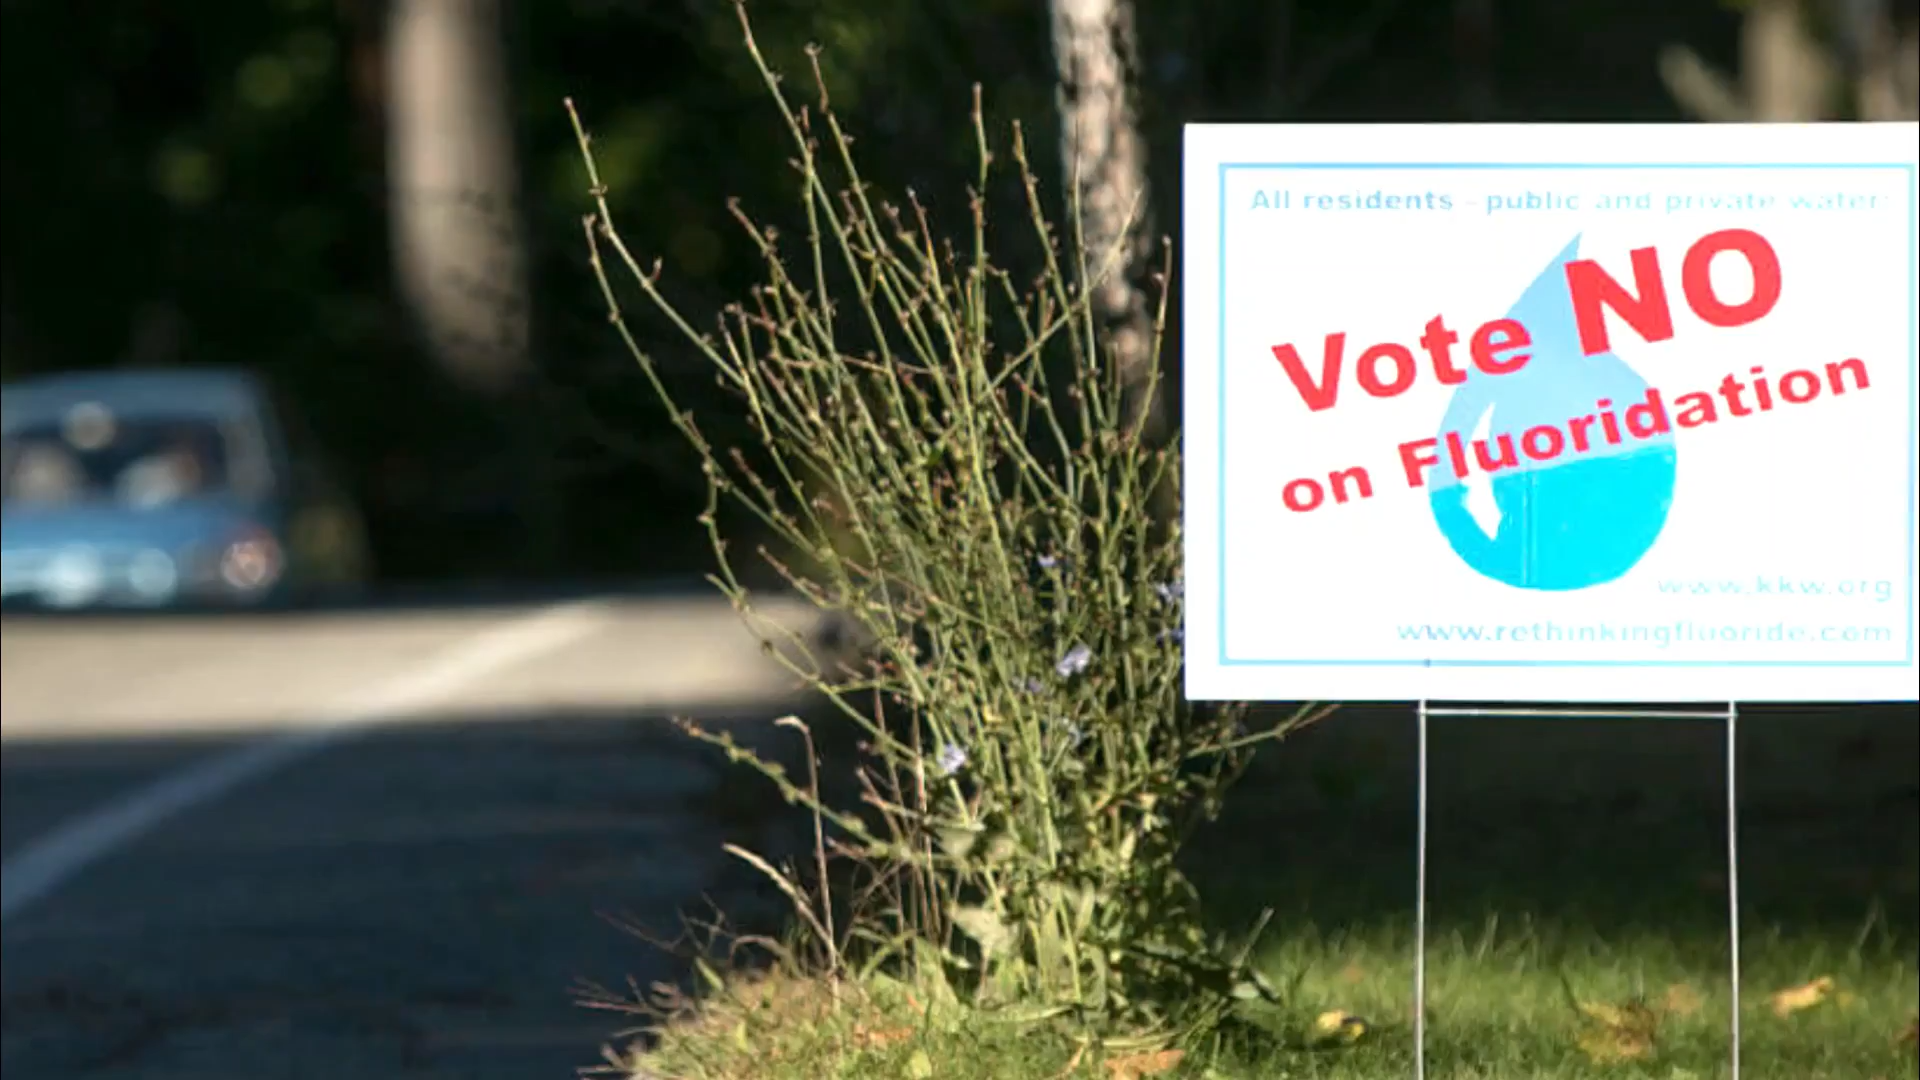 All residents - public and private water:
Vote NO
on Fluoridation
www.kkw.org
www.rethinkingfluoride.com